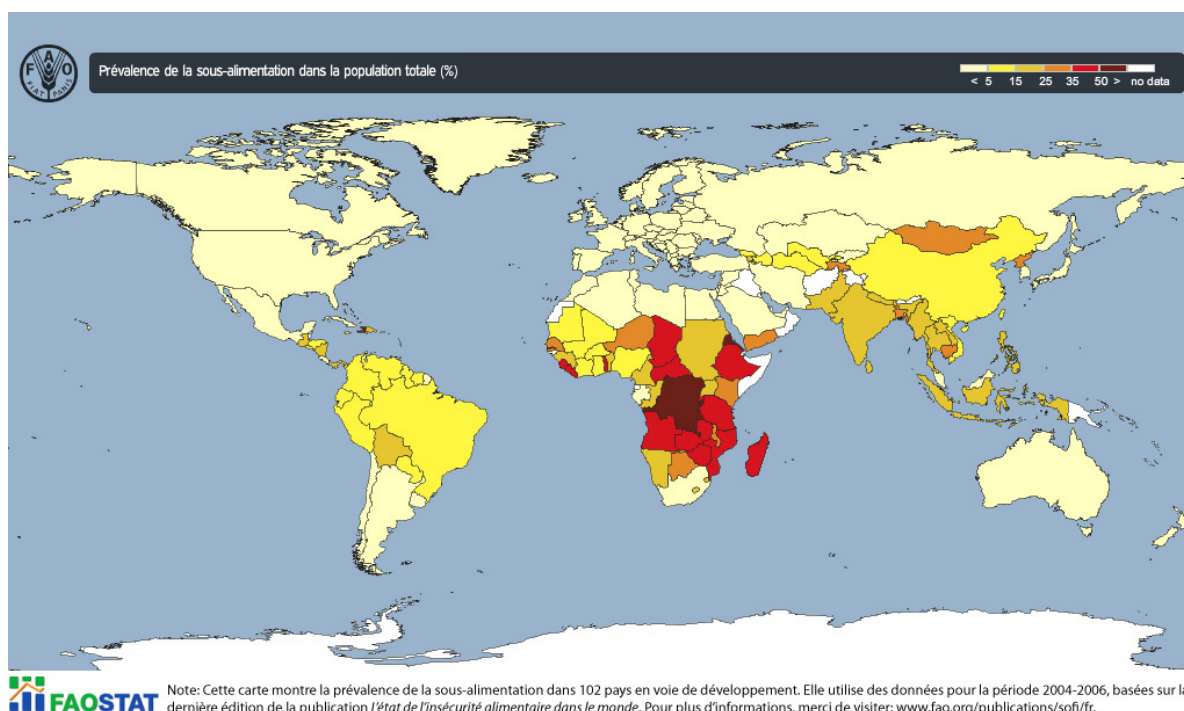 FAO
FIAT PANIS
Prévalence de la sous-alimentation dans la population totale (%)
< 5 15 25 35 50 > no data
FAOSTAT
Note: Cette carte montre la prévalence de la sous-alimentation dans 102 pays en voie de développement. Elle utilise des données pour la période 2004-2006, basées sur la
dernière édition de la publication l'état de l'insécurité alimentaire dans le monde. Pour plus d'informations, merci de visiter: www.fao.org/publications/sofi/fr.